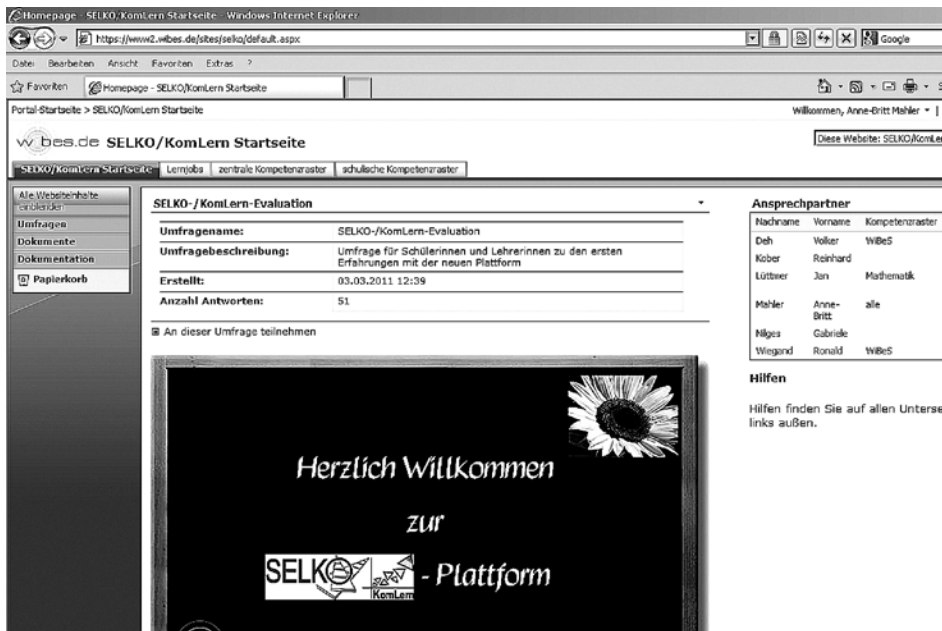 Homepage - SELKO/KomLern Startseite - Windows Internet Explorer
https://www2.wibes.de/sites/selko/default.aspx
Google
Datei Bearbeiten Ansicht Favoriten Extras ?
Favoriten Homepage - SELKO/KomLern Startseite
Portal-Startseite > SELKO/KomLern Startseite
Willkommen, Anne-Britt Mahler
wibes.de SELKO/KomLern Startseite
Diese Website: SELKO/KomLer
SELKO/KomLern Startseite Lernjobs zentrale Kompetenzraster schulische Kompetenzraster
Alle Websiteinhalte
einblenden
Umfragen
Dokumente
Dokumentation
Papierkorb
SELKO-/KomLern-Evaluation
Umfragename: SELKO-/KomLern-Evaluation
Umfragebeschreibung: Umfrage für Schülerinnen und Lehrerinnen zu den ersten
Erfahrungen mit der neuen Plattform
Erstellt: 03.03.2011 12:39
Anzahl Antworten: 51
An dieser Umfrage teilnehmen
Herzlich Willkommen
zur
SELKO KomLern - Plattform
Ansprechpartner
Nachname Vorname Kompetenzraster
Deh Volker WiBeS
Kober Reinhard
Lüttmer Jan Mathematik
Mahler Anne-
Britt alle
Nilges Gabriele
Wiegand Ronald WiBeS
Hilfen
Hilfen finden Sie auf allen Unterse
links außen.